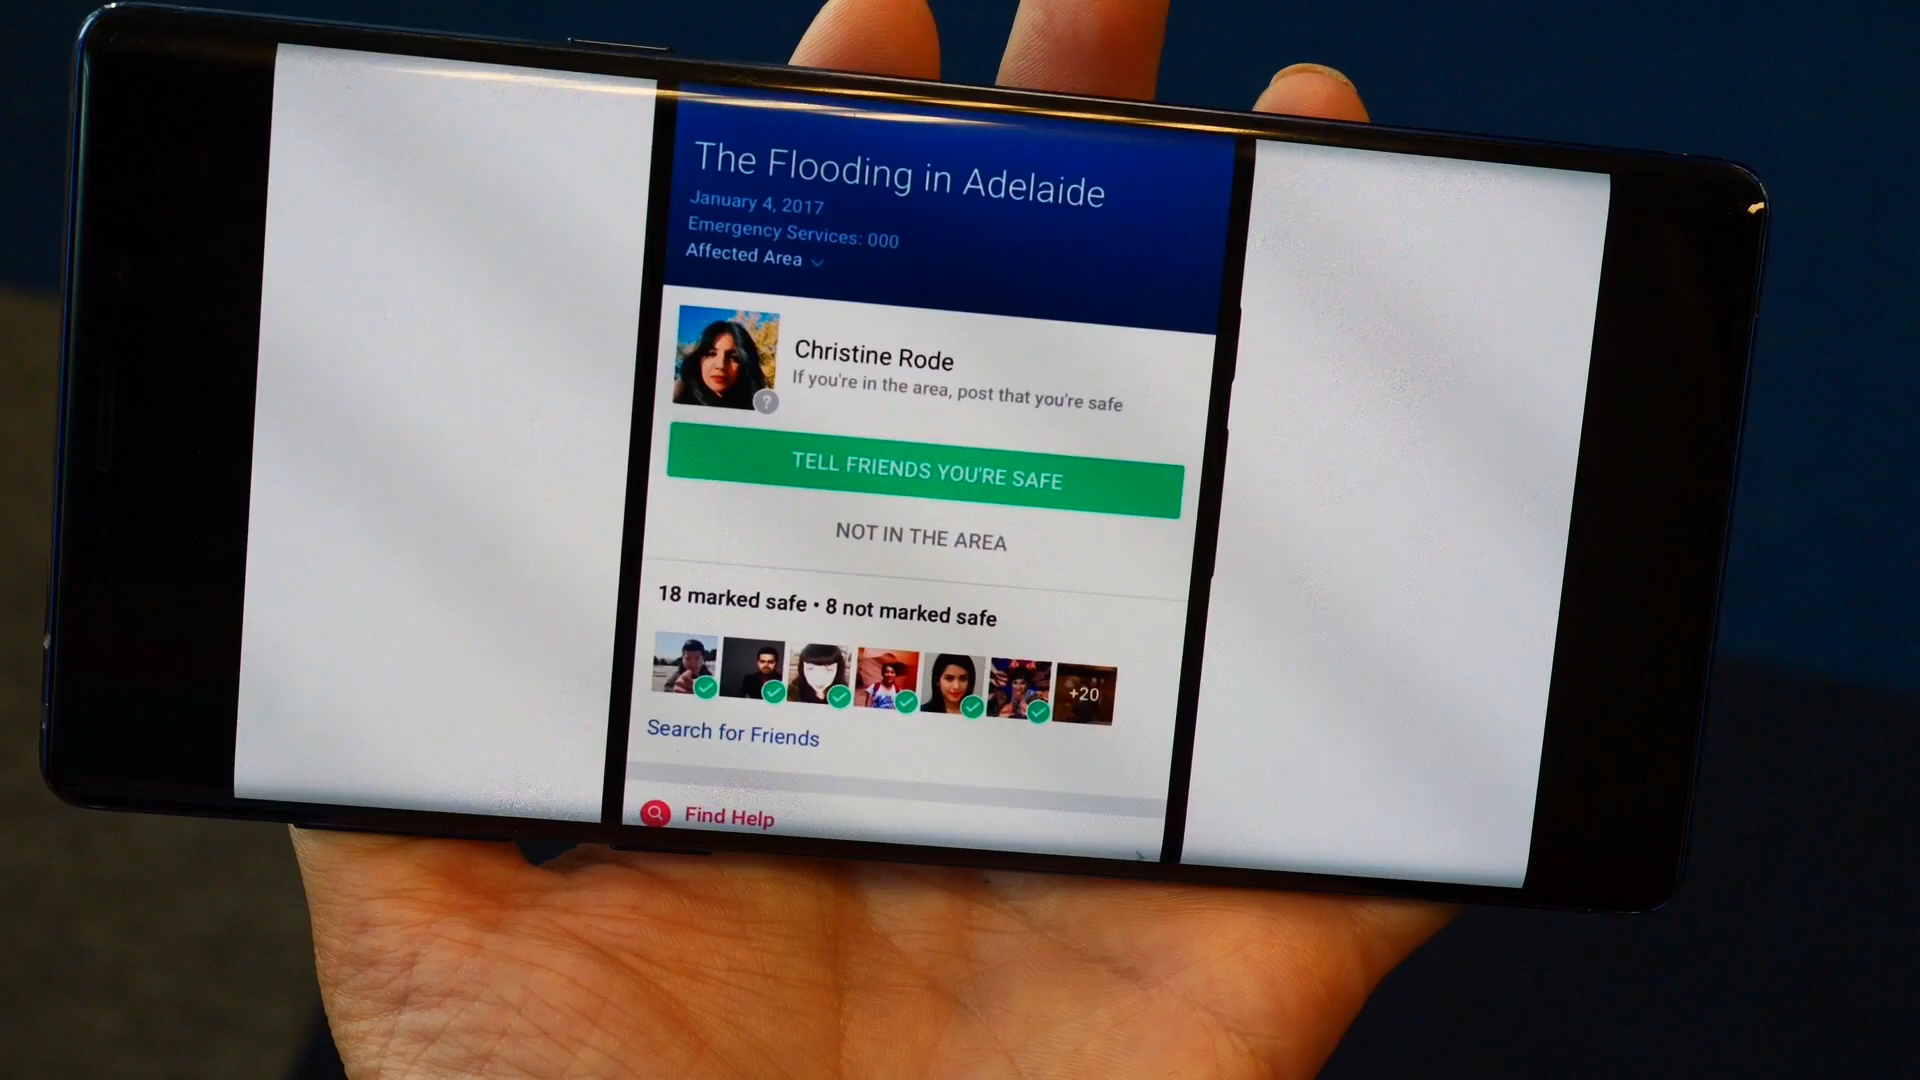 The Flooding in Adelaide
January 4, 2017
Emergency Services: 000
Affected Area
Christine Rode
If you're in the area, post that you're safe
?
TELL FRIENDS YOU'RE SAFE
NOT IN THE AREA
18 marked safe • 8 not marked safe
+20
Search for Friends
Find Help